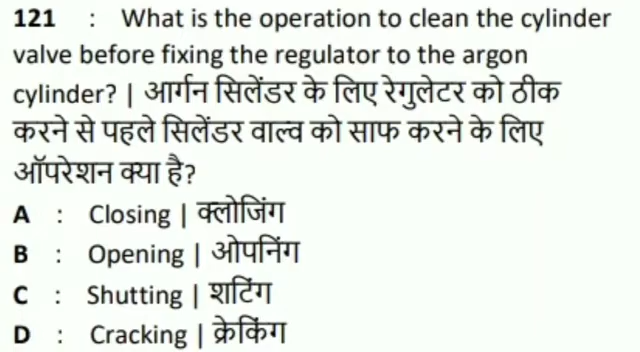 121 : What is the operation to clean the cylinder
valve before fixing the regulator to the argon
cylinder? | आर्गन सिलेंडर के लिए रेगुलेटर को ठीक
करने से पहले सिलेंडर वाल्व को साफ करने के लिए
ऑपरेशन क्या है?
A : Closing | क्लोजिंग
B : Opening | ओपनिंग
C : Shutting | शटिंग
D : Cracking | क्रेकिंग